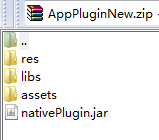 AppPluginNew.zip -
..
res
libs
assets
nativePlugin.jar